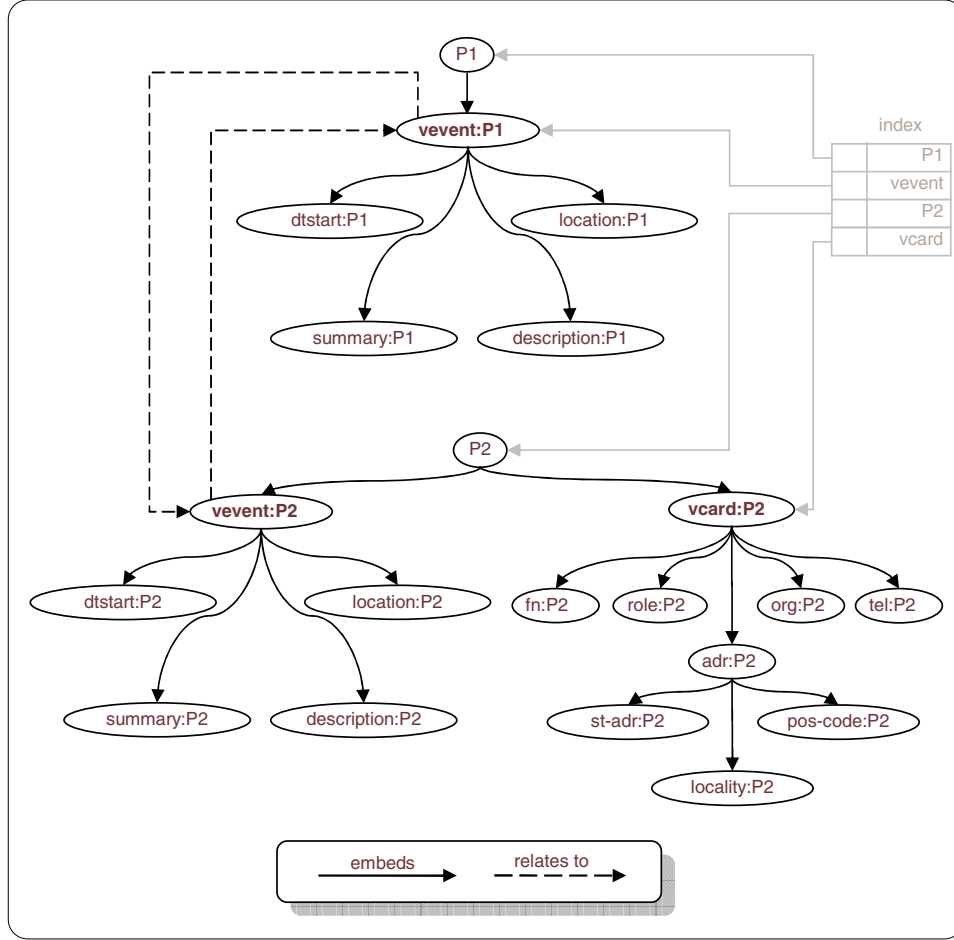 P1
vevent:P1
index
P1
vevent
P2
vcard
dtstart:P1
location:P1
summary:P1
description:P1
P2
vevent:P2
vcard:P2
dtstart:P2
location:P2
fn:P2
role:P2
org:P2
tel:P2
adr:P2
summary:P2
description:P2
st-adr:P2
pos-code:P2
locality:P2
embeds
relates to